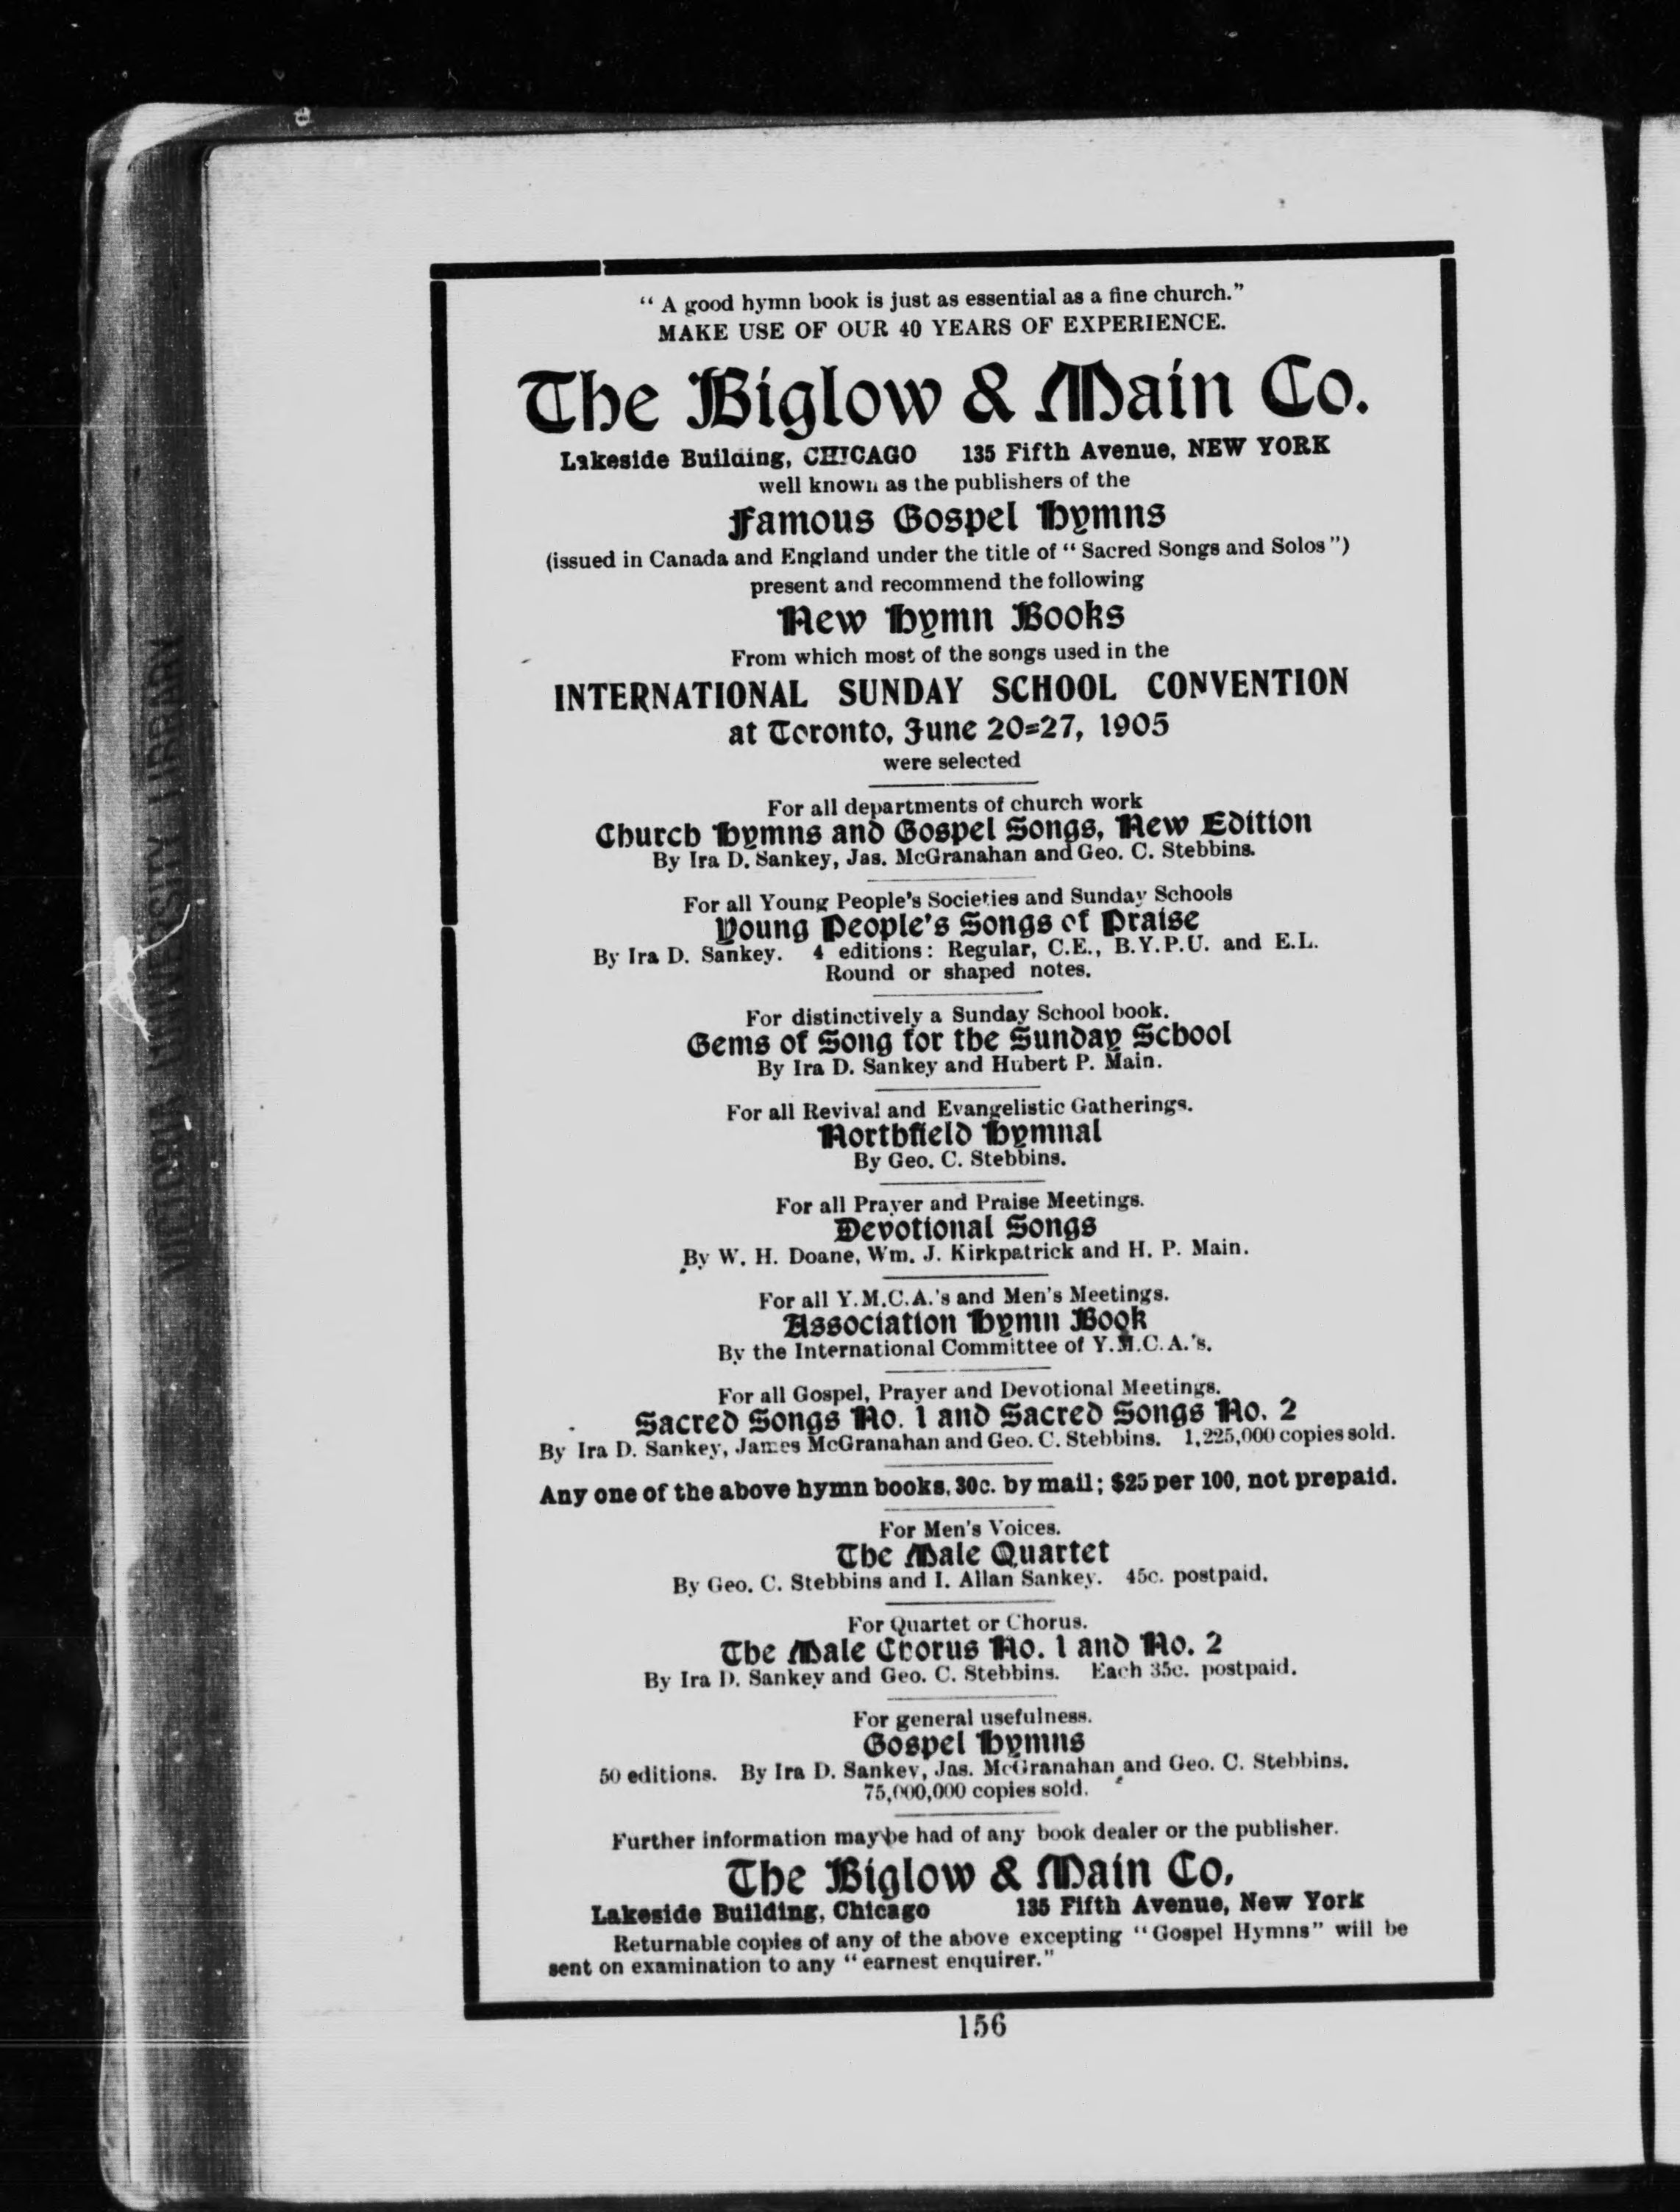 " A good hymn book is just as essential as a fine church."
MAKE USE OF OUR 40 YEARS OF EXPERIENCE.
The Biglow & Main Co.
Lakeside Building, CHICAGO 135 Fifth Avenue, NEW YORK
well known as the publishers of the
Famous Gospel Hymns
(issued in Canada and England under the title of " Sacred Songs and Solos ")
present and recommend the following
New Hymn Books
From which most of the songs used in the
INTERNATIONAL SUNDAY SCHOOL CONVENTION
at Toronto, June 20=27, 1905
were selected
For all departments of church work
Church Hymns and Gospel Songs, New Edition
By Ira D. Sankey, Jas. McGranahan and Geo. C. Stebbins.
For all Young People's Societies and Sunday Schools
Young People's Songs of Praise
By Ira D. Sankey. 4 editions: Regular, C.E., B.Y.P.U. and E.L.
Round or shaped notes.
For distinctively a Sunday School book.
Gems of Song for the Sunday School
By Ira D. Sankey and Hubert P. Main.
For all Revival and Evangelistic Gatherings.
Northfield Hymnal
By Geo. C. Stebbins.
For all Prayer and Praise Meetings.
Devotional Songs
By W. H. Doane, Wm. J. Kirkpatrick and H. P. Main.
For all Y.M.C.A.'s and Men's Meetings.
Association Hymn Book
By the International Committee of Y.M.C.A.'s.
For all Gospel, Prayer and Devotional Meetings.
Sacred Songs No. 1 and Sacred Songs No. 2
By Ira D. Sankey, James McGranahan and Geo. C. Stebbins. 1,225,000 copies sold.
Any one of the above hymn books, 30c. by mail; $25 per 100, not prepaid.
For Men's Voices.
The Male Quartet
By Geo. C. Stebbins and I. Allan Sankey. 45c. postpaid.
For Quartet or Chorus.
The Male Chorus No. 1 and No. 2
By Ira D. Sankey and Geo. C. Stebbins. Each 35c. postpaid.
For general usefulness.
Gospel Hymns
50 editions. By Ira D. Sankey, Jas. McGranahan and Geo. C. Stebbins.
75,000,000 copies sold.
Further information may be had of any book dealer or the publisher.
The Biglow & Main Co.
Lakeside Building, Chicago 135 Fifth Avenue, New York
Returnable copies of any of the above excepting "Gospel Hymns" will be
sent on examination to any " earnest enquirer."
156
VICTORIA UNIVERSITY LIBRARY